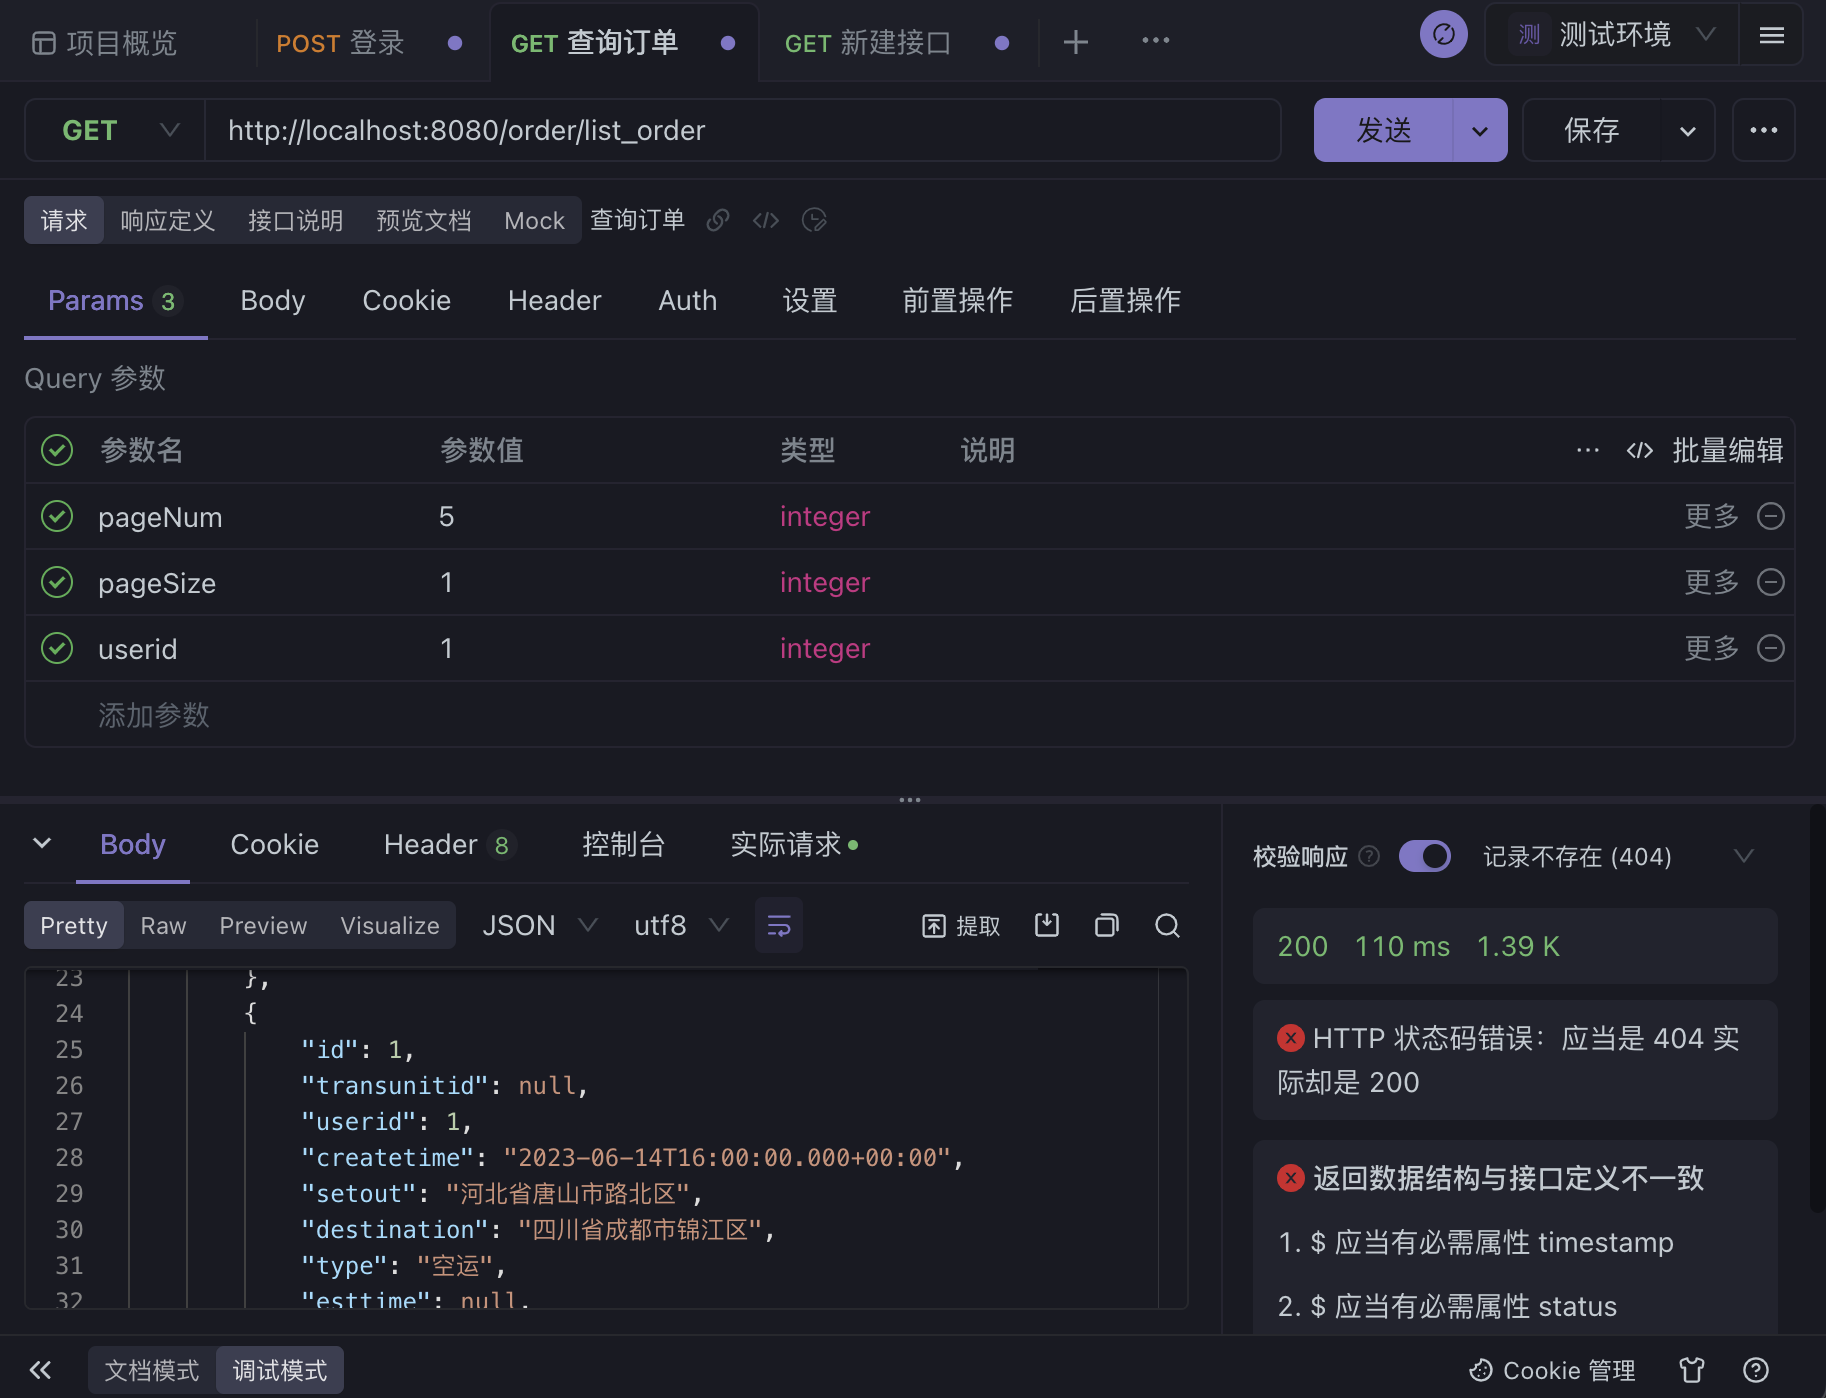 项目概览 POST 登录 GET 查询订单 GET 新建接口 测 测试环境
GET http://localhost:8080/order/list_order 发送 保存
请求 响应定义 接口说明 预览文档 Mock 查询订单
Params 3 Body Cookie Header Auth 设置 前置操作 后置操作
Query 参数
参数名 参数值 类型 说明 批量编辑
pageNum 5 integer 更多
pageSize 1 integer 更多
userid 1 integer 更多
添加参数
Body Cookie Header 8 控制台 实际请求
Pretty Raw Preview Visualize JSON utf8 提取
23 },
24 {
25 "id": 1,
26 "transunitid": null,
27 "userid": 1,
28 "createtime": "2023-06-14T16:00:00.000+00:00",
29 "setout": "河北省唐山市路北区",
30 "destination": "四川省成都市锦江区",
31 "type": "空运",
32 "esttime": null,
校验响应 记录不存在 (404)
200 110 ms 1.39 K
HTTP 状态码错误：应当是 404 实
际却是 200
返回数据结构与接口定义不一致
1. $ 应当有必需属性 timestamp
2. $ 应当有必需属性 status
文档模式 调试模式 Cookie 管理